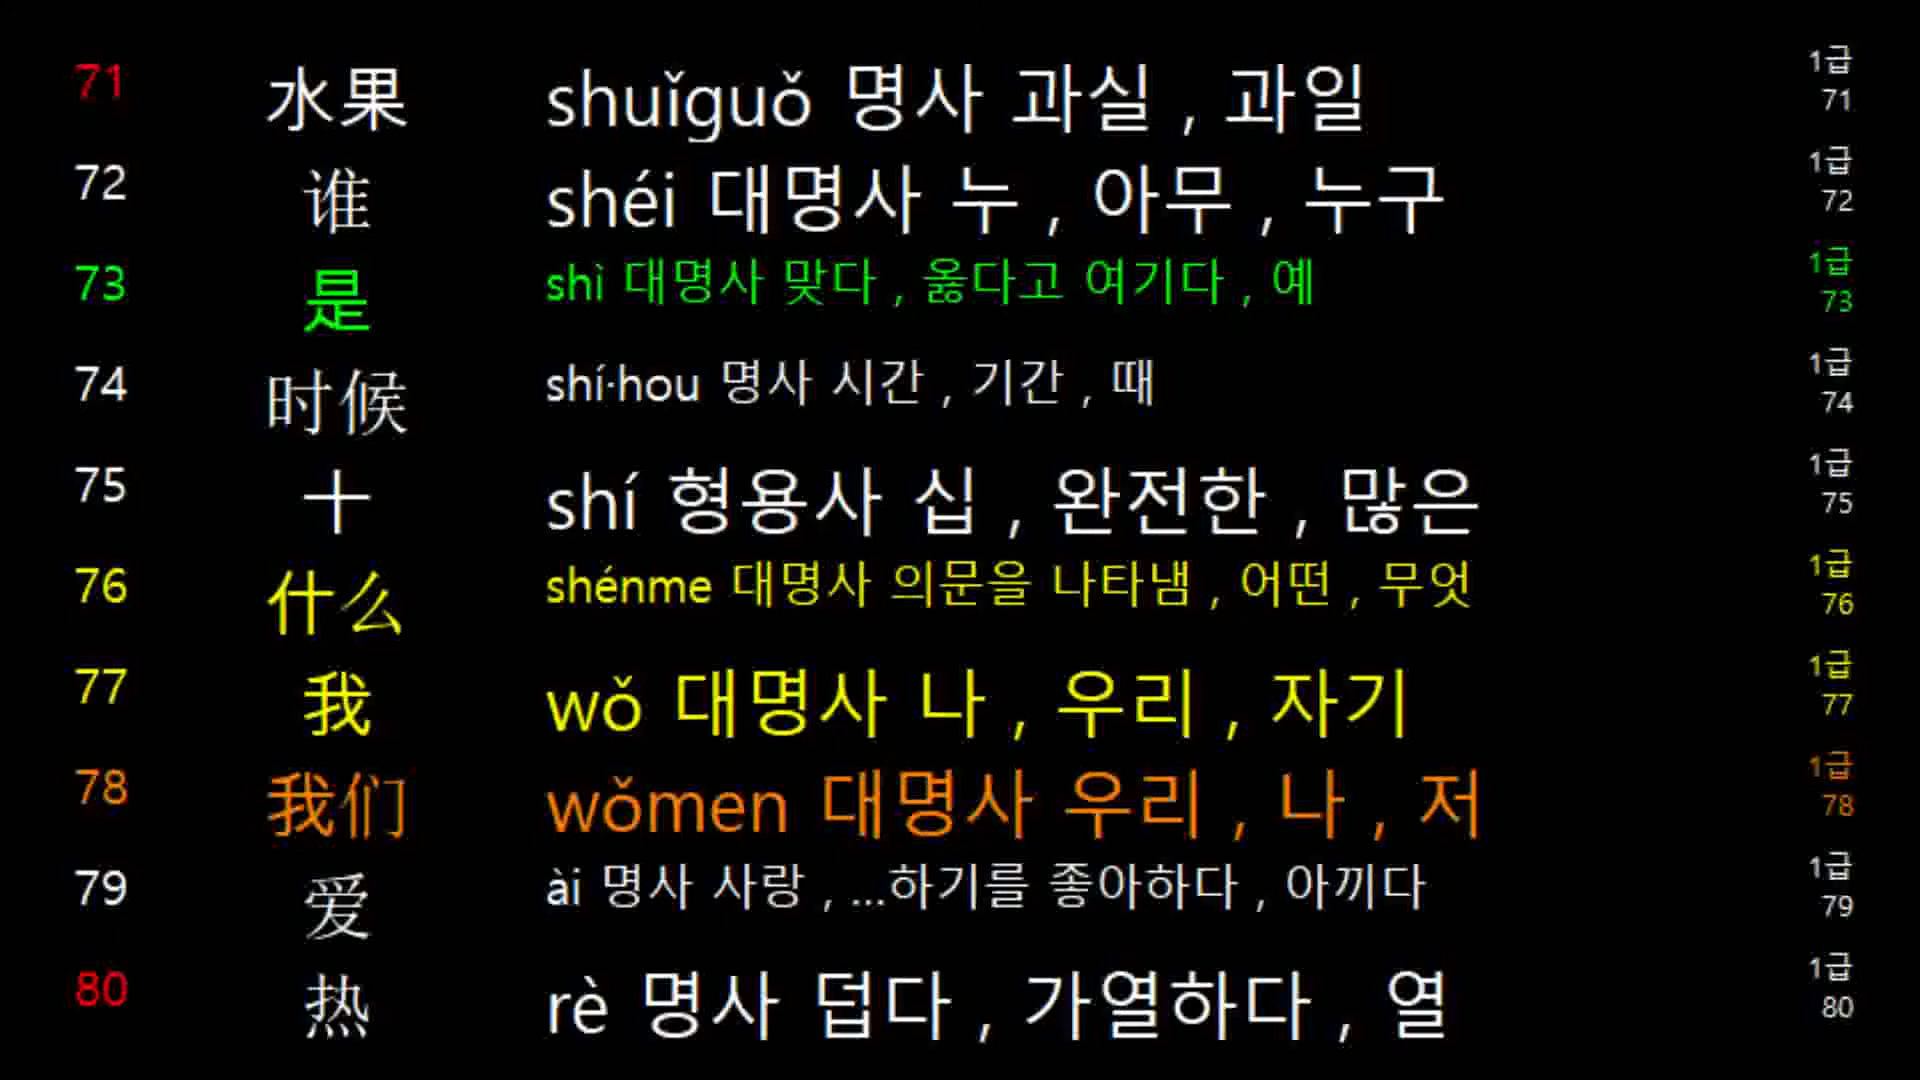 71 水果 shuǐguǒ 명사 과실 , 과일 1급 71
72 谁 shéi 대명사 누 , 아무 , 누구 1급 72
73 是 shì 대명사 맞다 , 옳다고 여기다 , 예 1급 73
74 时候 shí·hou 명사 시간 , 기간 , 때 1급 74
75 十 shí 형용사 십 , 완전한 , 많은 1급 75
76 什么 shénme 대명사 의문을 나타냄 , 어떤 , 무엇 1급 76
77 我 wǒ 대명사 나 , 우리 , 자기 1급 77
78 我们 wǒmen 대명사 우리 , 나 , 저 1급 78
79 爱 ài 명사 사랑 , ...하기를 좋아하다 , 아끼다 1급 79
80 热 rè 명사 덥다 , 가열하다 , 열 1급 80